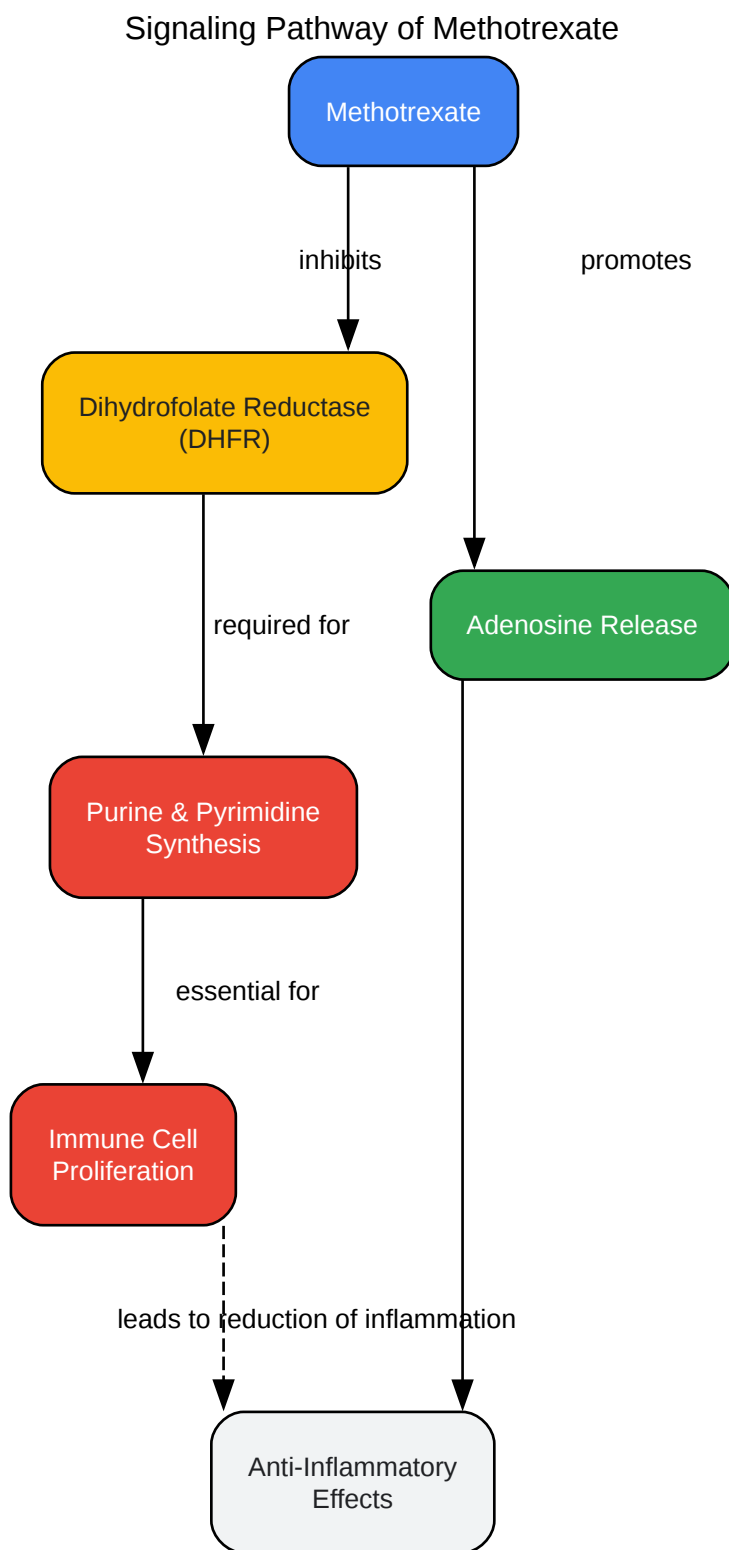 Signaling Pathway of Methotrexate
Methotrexate
inhibits
promotes
Dihydrofolate Reductase
(DHFR)
required for
Adenosine Release
Purine & Pyrimidine
Synthesis
essential for
Immune Cell
Proliferation
leads to reduction of inflammation
Anti-Inflammatory
Effects